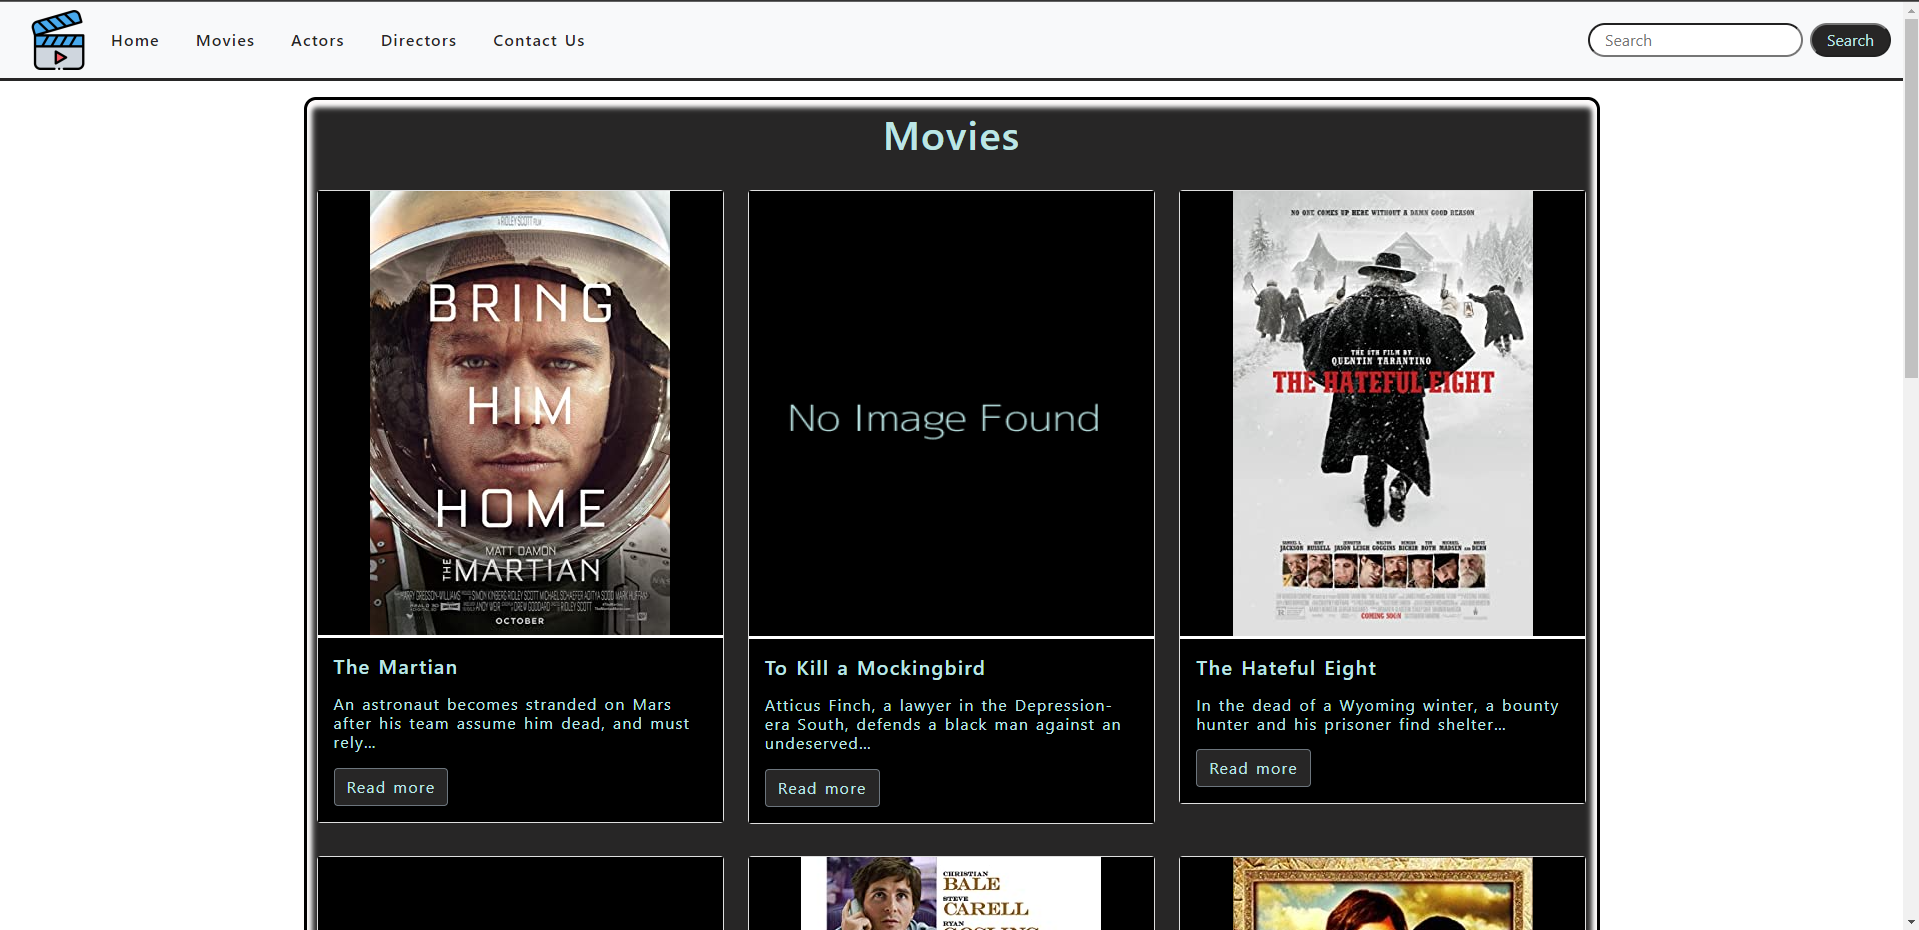 Home Movies Actors Directors Contact Us Search Search
Movies
A RIDLEY SCOTT FILM
BRING
HIM
HOME
MATT DAMON
THE MARTIAN
OCTOBER
No Image Found
NO ONE COMES UP HERE WITHOUT A DAMN GOOD REASON
THE 8TH FILM BY
QUENTIN TARANTINO
THE HATEFUL EIGHT
SAMUEL L. JACKSON KURT RUSSELL JENNIFER JASON LEIGH WALTON GOGGINS DEMIAN BICHIR TIM ROTH MICHAEL MADSEN AND BRUCE DERN
COMING SOON
The Martian
An astronaut becomes stranded on Mars
after his team assume him dead, and must
rely...
Read more
To Kill a Mockingbird
Atticus Finch, a lawyer in the Depression-
era South, defends a black man against an
undeserved...
Read more
The Hateful Eight
In the dead of a Wyoming winter, a bounty
hunter and his prisoner find shelter...
Read more
CHRISTIAN
BALE
STEVE
CARELL
RYAN
GOSLING